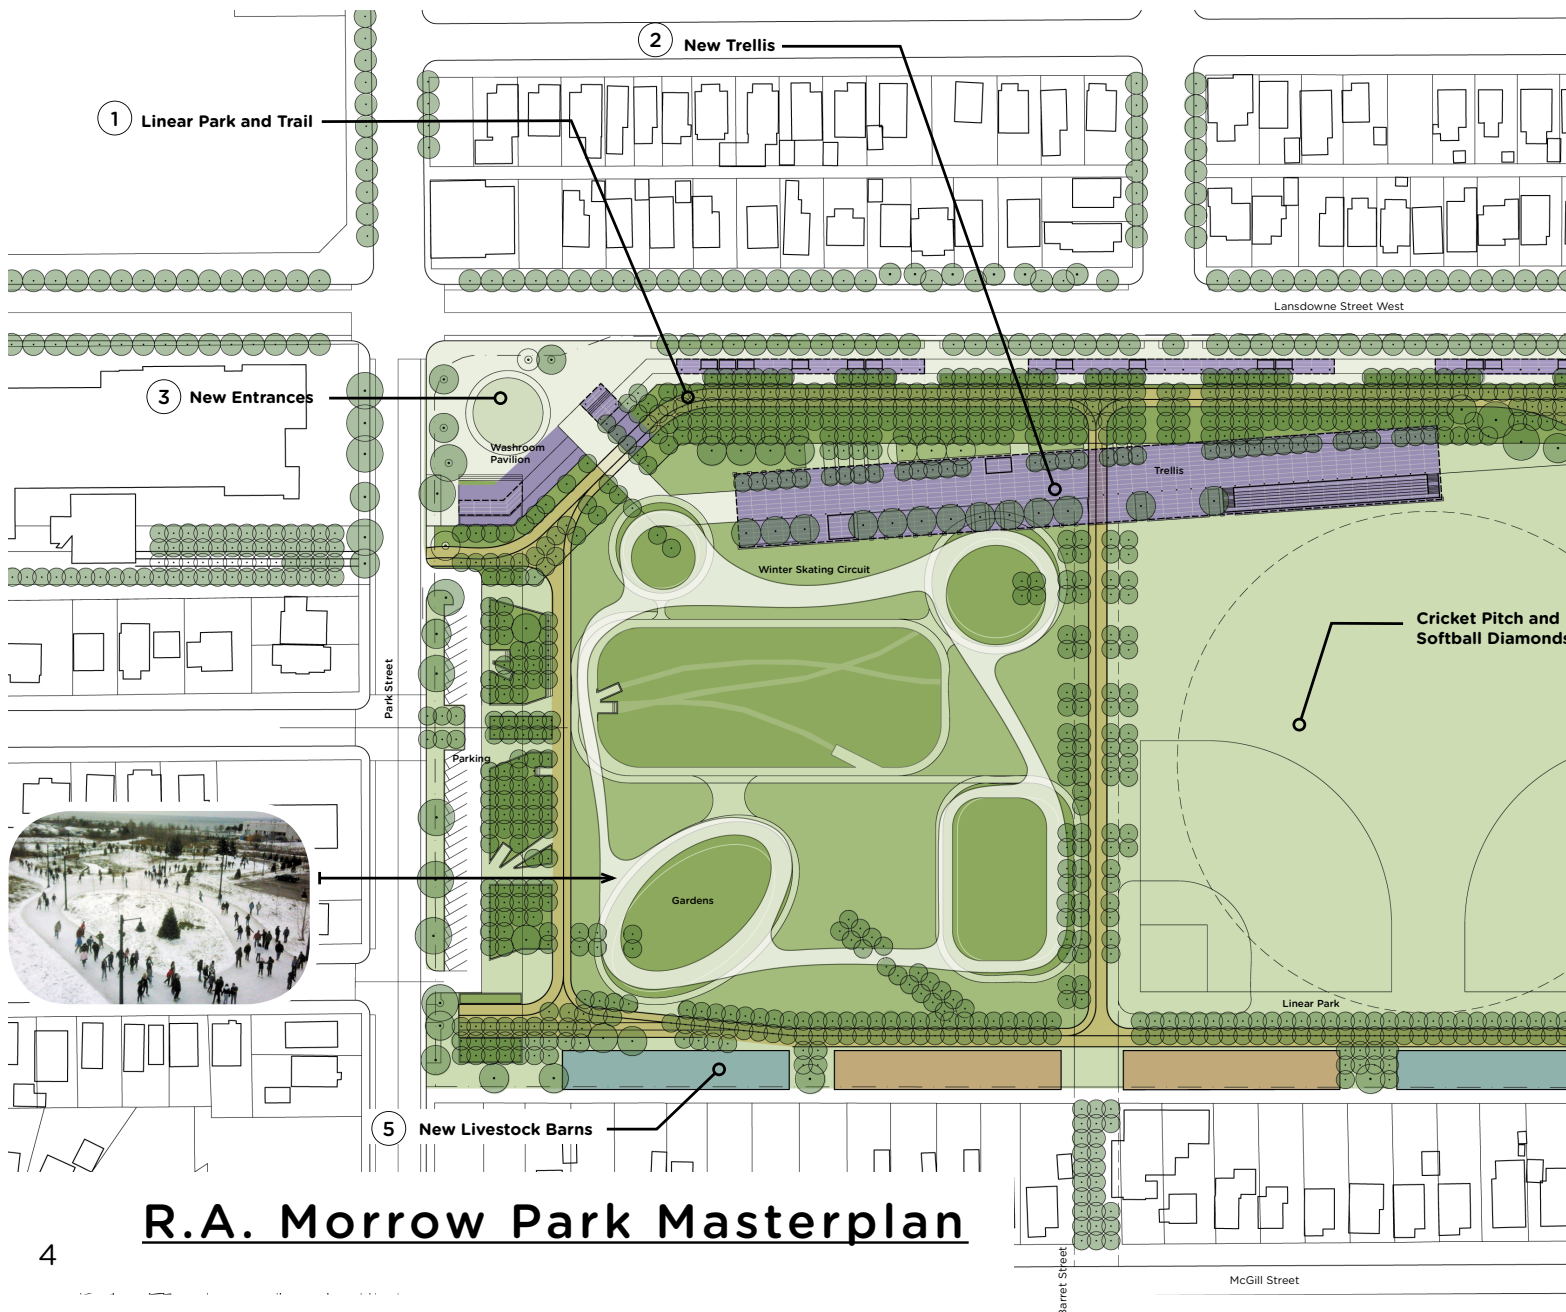 2 New Trellis
1 Linear Park and Trail
Lansdowne Street West
3 New Entrances
Washroom
Pavilion
Trellis
Winter Skating Circuit
Cricket Pitch and
Softball Diamonds
Park Street
Parking
Gardens
Linear Park
5 New Livestock Barns
R.A. Morrow Park Masterplan
4
Barret Street
McGill Street